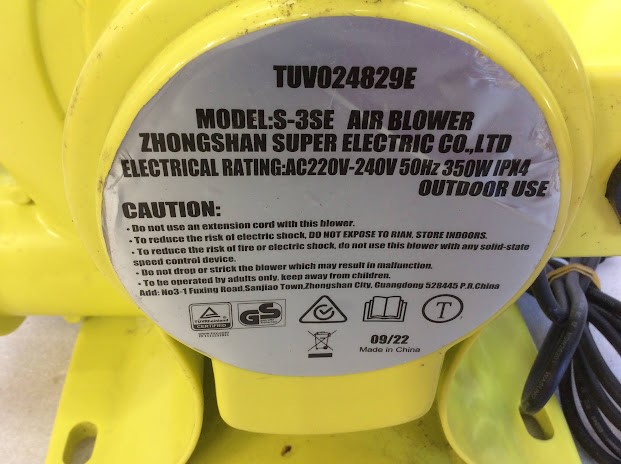 TUV024829E
MODEL:S-3SE AIR BLOWER
ZHONGSHAN SUPER ELECTRIC CO.,LTD
ELECTRICAL RATING:AC220V-240V 50Hz 350W IPX4
OUTDOOR USE
CAUTION:
· Do not use an extension cord with this blower.
· To reduce the risk of electric shock, DO NOT EXPOSE TO RIAN, STORE INDOORS.
· To reduce the risk of fire or electric shock, do not use this blower with any solid-state
speed control device.
· Do not drop or strick the blower which may result in malfunction.
· To be operated by adults only, keep away from children.
Add: No3-1 Fuxing Road,Sanjiao Town,Zhongshan City, Guangdong 528445 P.R.China
TÜVRheinland
CERTIFIED
GS
T
09/22
Made in China